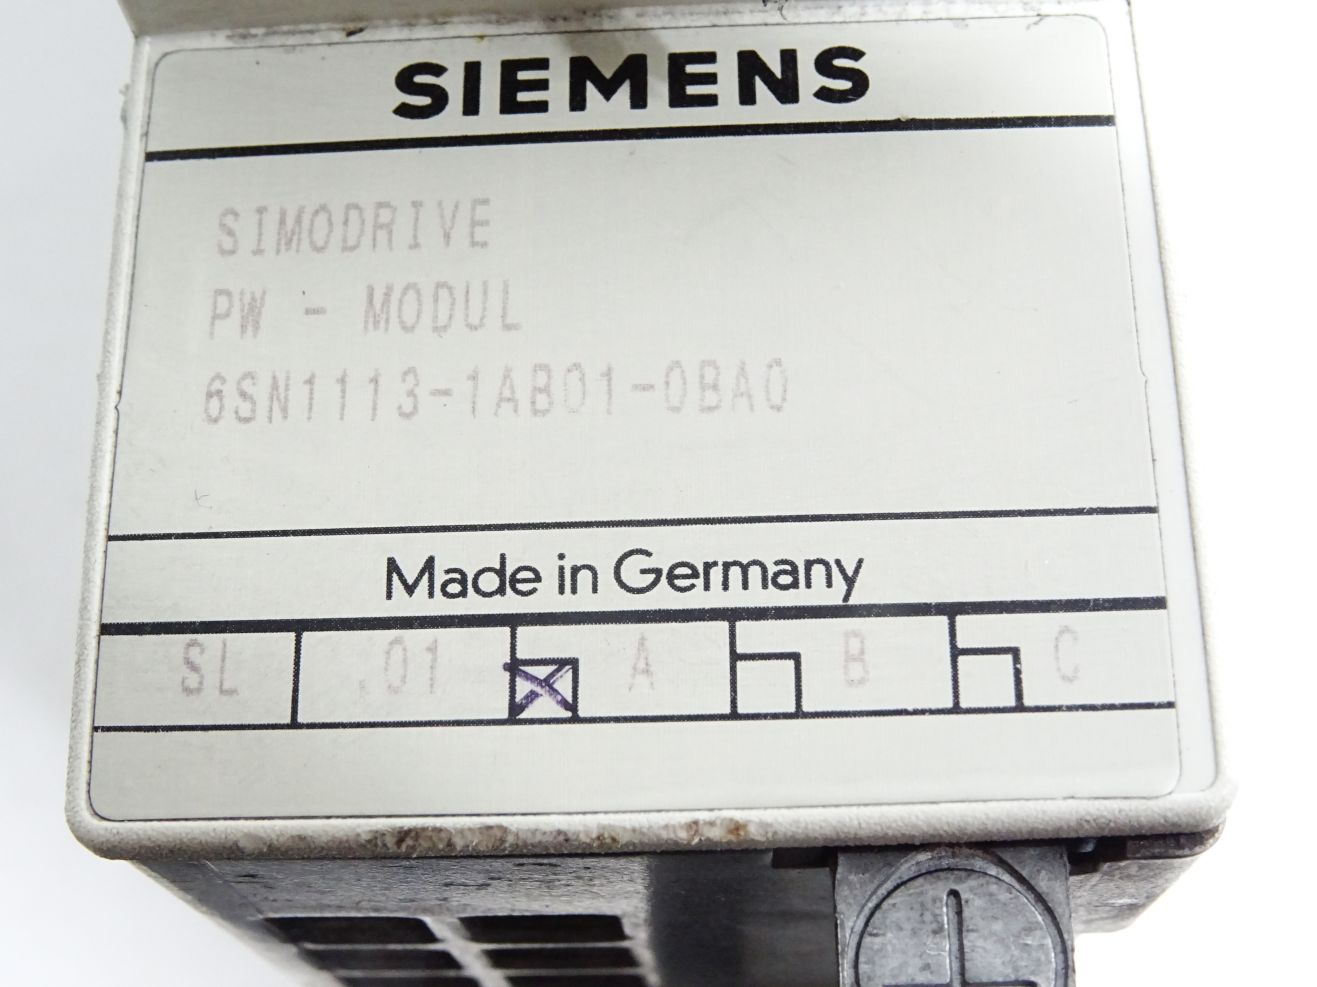 SIEMENS
SIMODRIVE
PW - MODUL
6SN1113-1AB01-0BA0
Made in Germany
SL .01 A B C